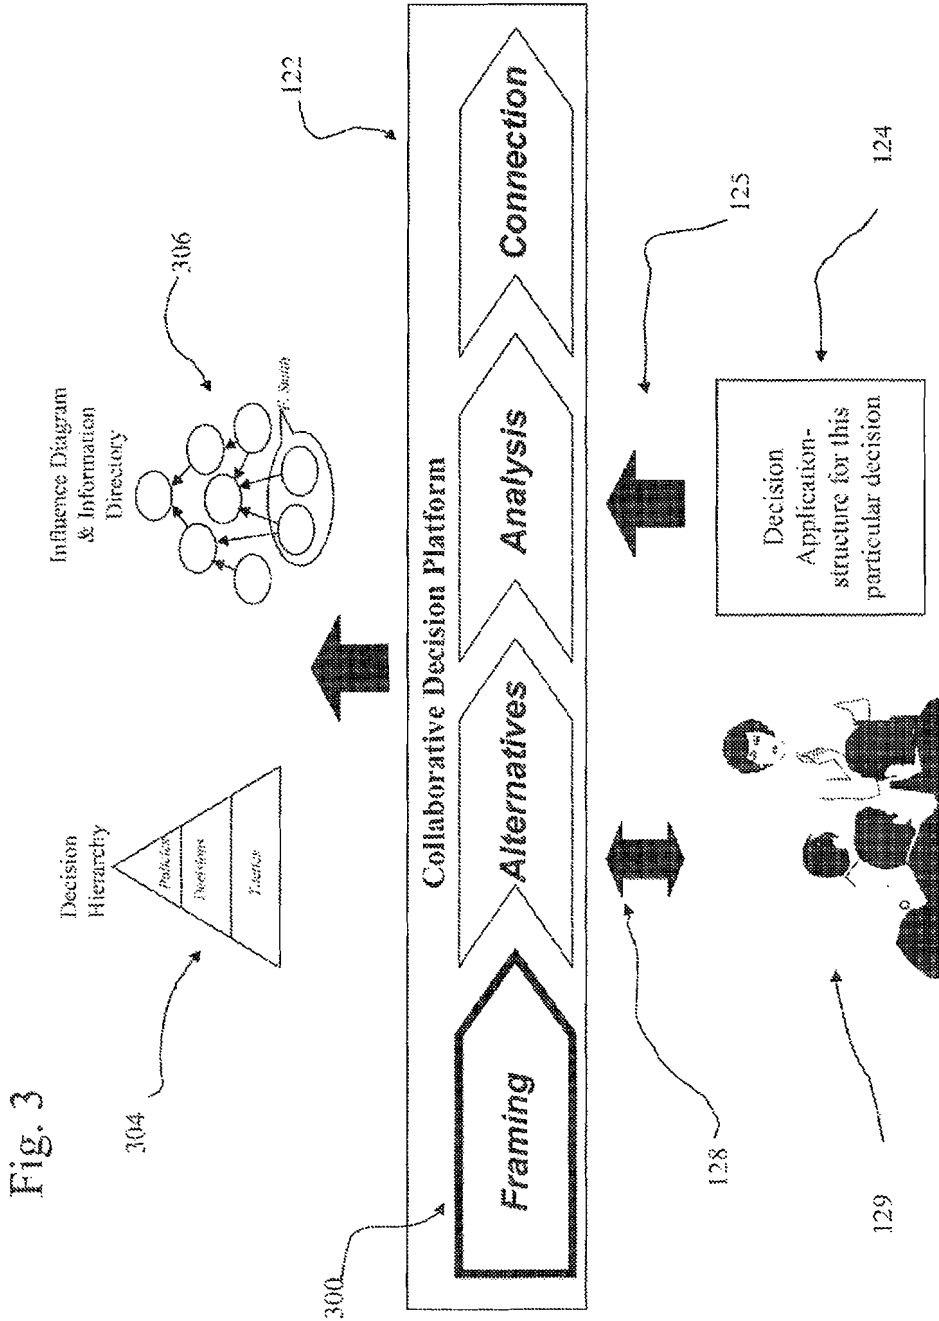 Fig. 3
Decision
Hierarchy
Policies
Decisions
Tactics
304
Influence Diagram
& Information
Directory
Smith
306
122
Collaborative Decision Platform
Framing
Alternatives
Analysis
Connection
300
128
125
129
Decision
Application-
structure for this
particular decision
124